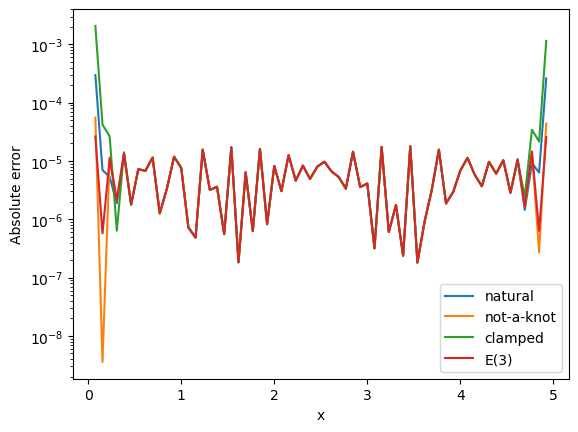 10⁻³
10⁻⁴
10⁻⁵
10⁻⁶
10⁻⁷
10⁻⁸
Absolute error
0 1 2 3 4 5
x
natural
not-a-knot
clamped
E(3)